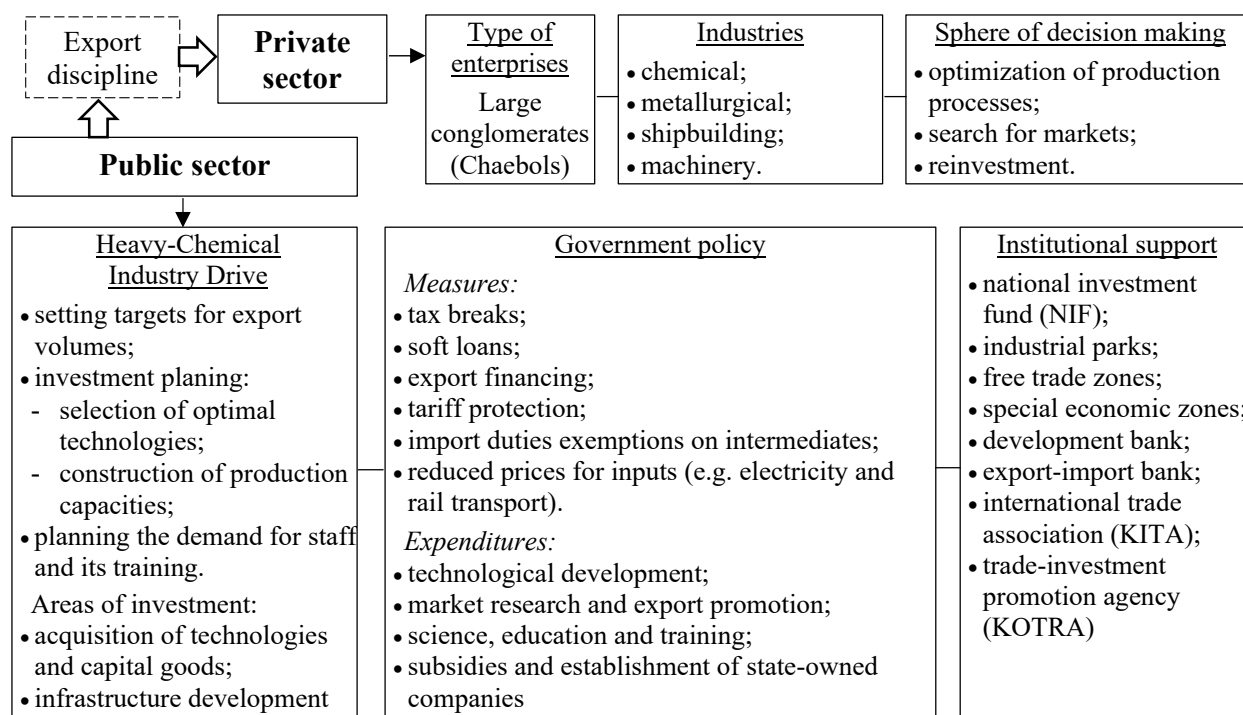 Export
discipline
Private
sector
Type of
enterprises
Large
conglomerates
(Chaebols)
Industries
• chemical;
• metallurgical;
• shipbuilding;
• machinery.
Sphere of decision making
• optimization of production
processes;
• search for markets;
• reinvestment.
Public sector
Heavy-Chemical
Industry Drive
• setting targets for export
volumes;
• investment planing:
- selection of optimal
technologies;
- construction of production
capacities;
• planning the demand for staff
and its training.
Areas of investment:
• acquisition of technologies
and capital goods;
• infrastructure development
Government policy
Measures:
• tax breaks;
• soft loans;
• export financing;
• tariff protection;
• import duties exemptions on intermediates;
• reduced prices for inputs (e.g. electricity and
rail transport).
Expenditures:
• technological development;
• market research and export promotion;
• science, education and training;
• subsidies and establishment of state-owned
companies
Institutional support
• national investment
fund (NIF);
• industrial parks;
• free trade zones;
• special economic zones;
• development bank;
• export-import bank;
• international trade
association (KITA);
• trade-investment
promotion agency
(KOTRA)